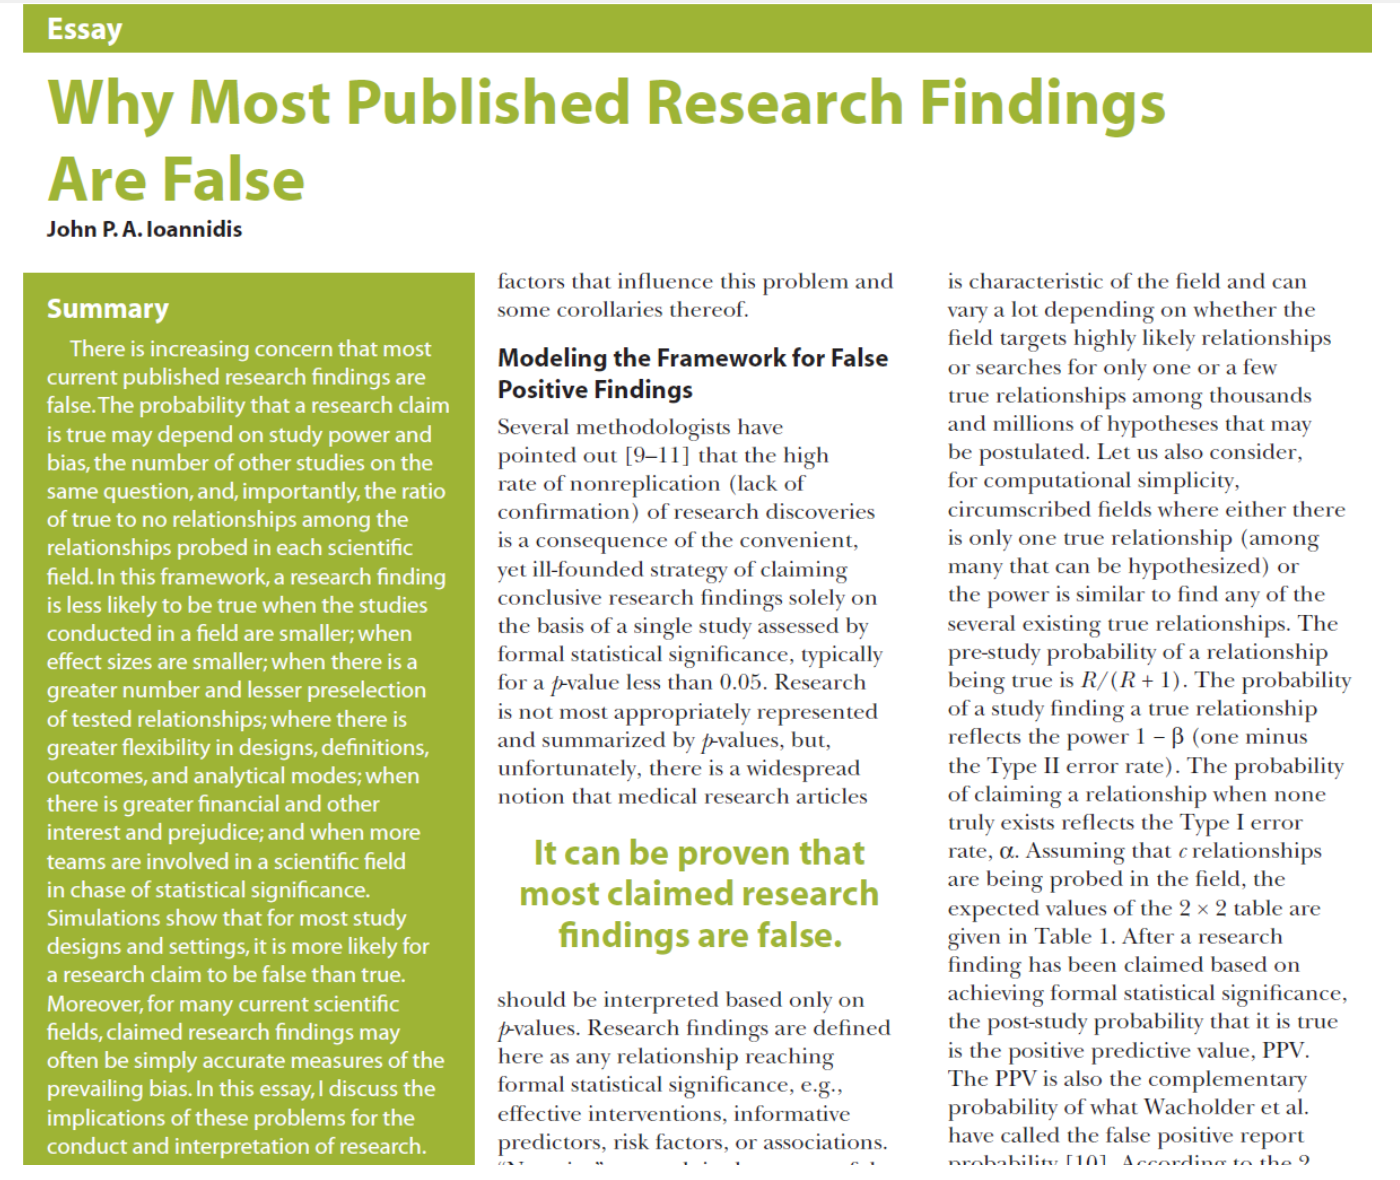 Essay
Why Most Published Research Findings
Are False
John P. A. Ioannidis
Summary
There is increasing concern that most
current published research findings are
false. The probability that a research claim
is true may depend on study power and
bias, the number of other studies on the
same question, and, importantly, the ratio
of true to no relationships among the
relationships probed in each scientific
field. In this framework, a research finding
is less likely to be true when the studies
conducted in a field are smaller; when
effect sizes are smaller; when there is a
greater number and lesser preselection
of tested relationships; where there is
greater flexibility in designs, definitions,
outcomes, and analytical modes; when
there is greater financial and other
interest and prejudice; and when more
teams are involved in a scientific field
in chase of statistical significance.
Simulations show that for most study
designs and settings, it is more likely for
a research claim to be false than true.
Moreover, for many current scientific
fields, claimed research findings may
often be simply accurate measures of the
prevailing bias. In this essay, I discuss the
implications of these problems for the
conduct and interpretation of research.
factors that influence this problem and
some corollaries thereof.
Modeling the Framework for False
Positive Findings
Several methodologists have
pointed out [9–11] that the high
rate of nonreplication (lack of
confirmation) of research discoveries
is a consequence of the convenient,
yet ill-founded strategy of claiming
conclusive research findings solely on
the basis of a single study assessed by
formal statistical significance, typically
for a p-value less than 0.05. Research
is not most appropriately represented
and summarized by p-values, but,
unfortunately, there is a widespread
notion that medical research articles
It can be proven that
most claimed research
findings are false.
should be interpreted based only on
p-values. Research findings are defined
here as any relationship reaching
formal statistical significance, e.g.,
effective interventions, informative
predictors, risk factors, or associations.
is characteristic of the field and can
vary a lot depending on whether the
field targets highly likely relationships
or searches for only one or a few
true relationships among thousands
and millions of hypotheses that may
be postulated. Let us also consider,
for computational simplicity,
circumscribed fields where either there
is only one true relationship (among
many that can be hypothesized) or
the power is similar to find any of the
several existing true relationships. The
pre-study probability of a relationship
being true is R/(R + 1). The probability
of a study finding a true relationship
reflects the power 1 − β (one minus
the Type II error rate). The probability
of claiming a relationship when none
truly exists reflects the Type I error
rate, α. Assuming that c relationships
are being probed in the field, the
expected values of the 2 × 2 table are
given in Table 1. After a research
finding has been claimed based on
achieving formal statistical significance,
the post-study probability that it is true
is the positive predictive value, PPV.
The PPV is also the complementary
probability of what Wacholder et al.
have called the false positive report
probability [10]. According to the 2